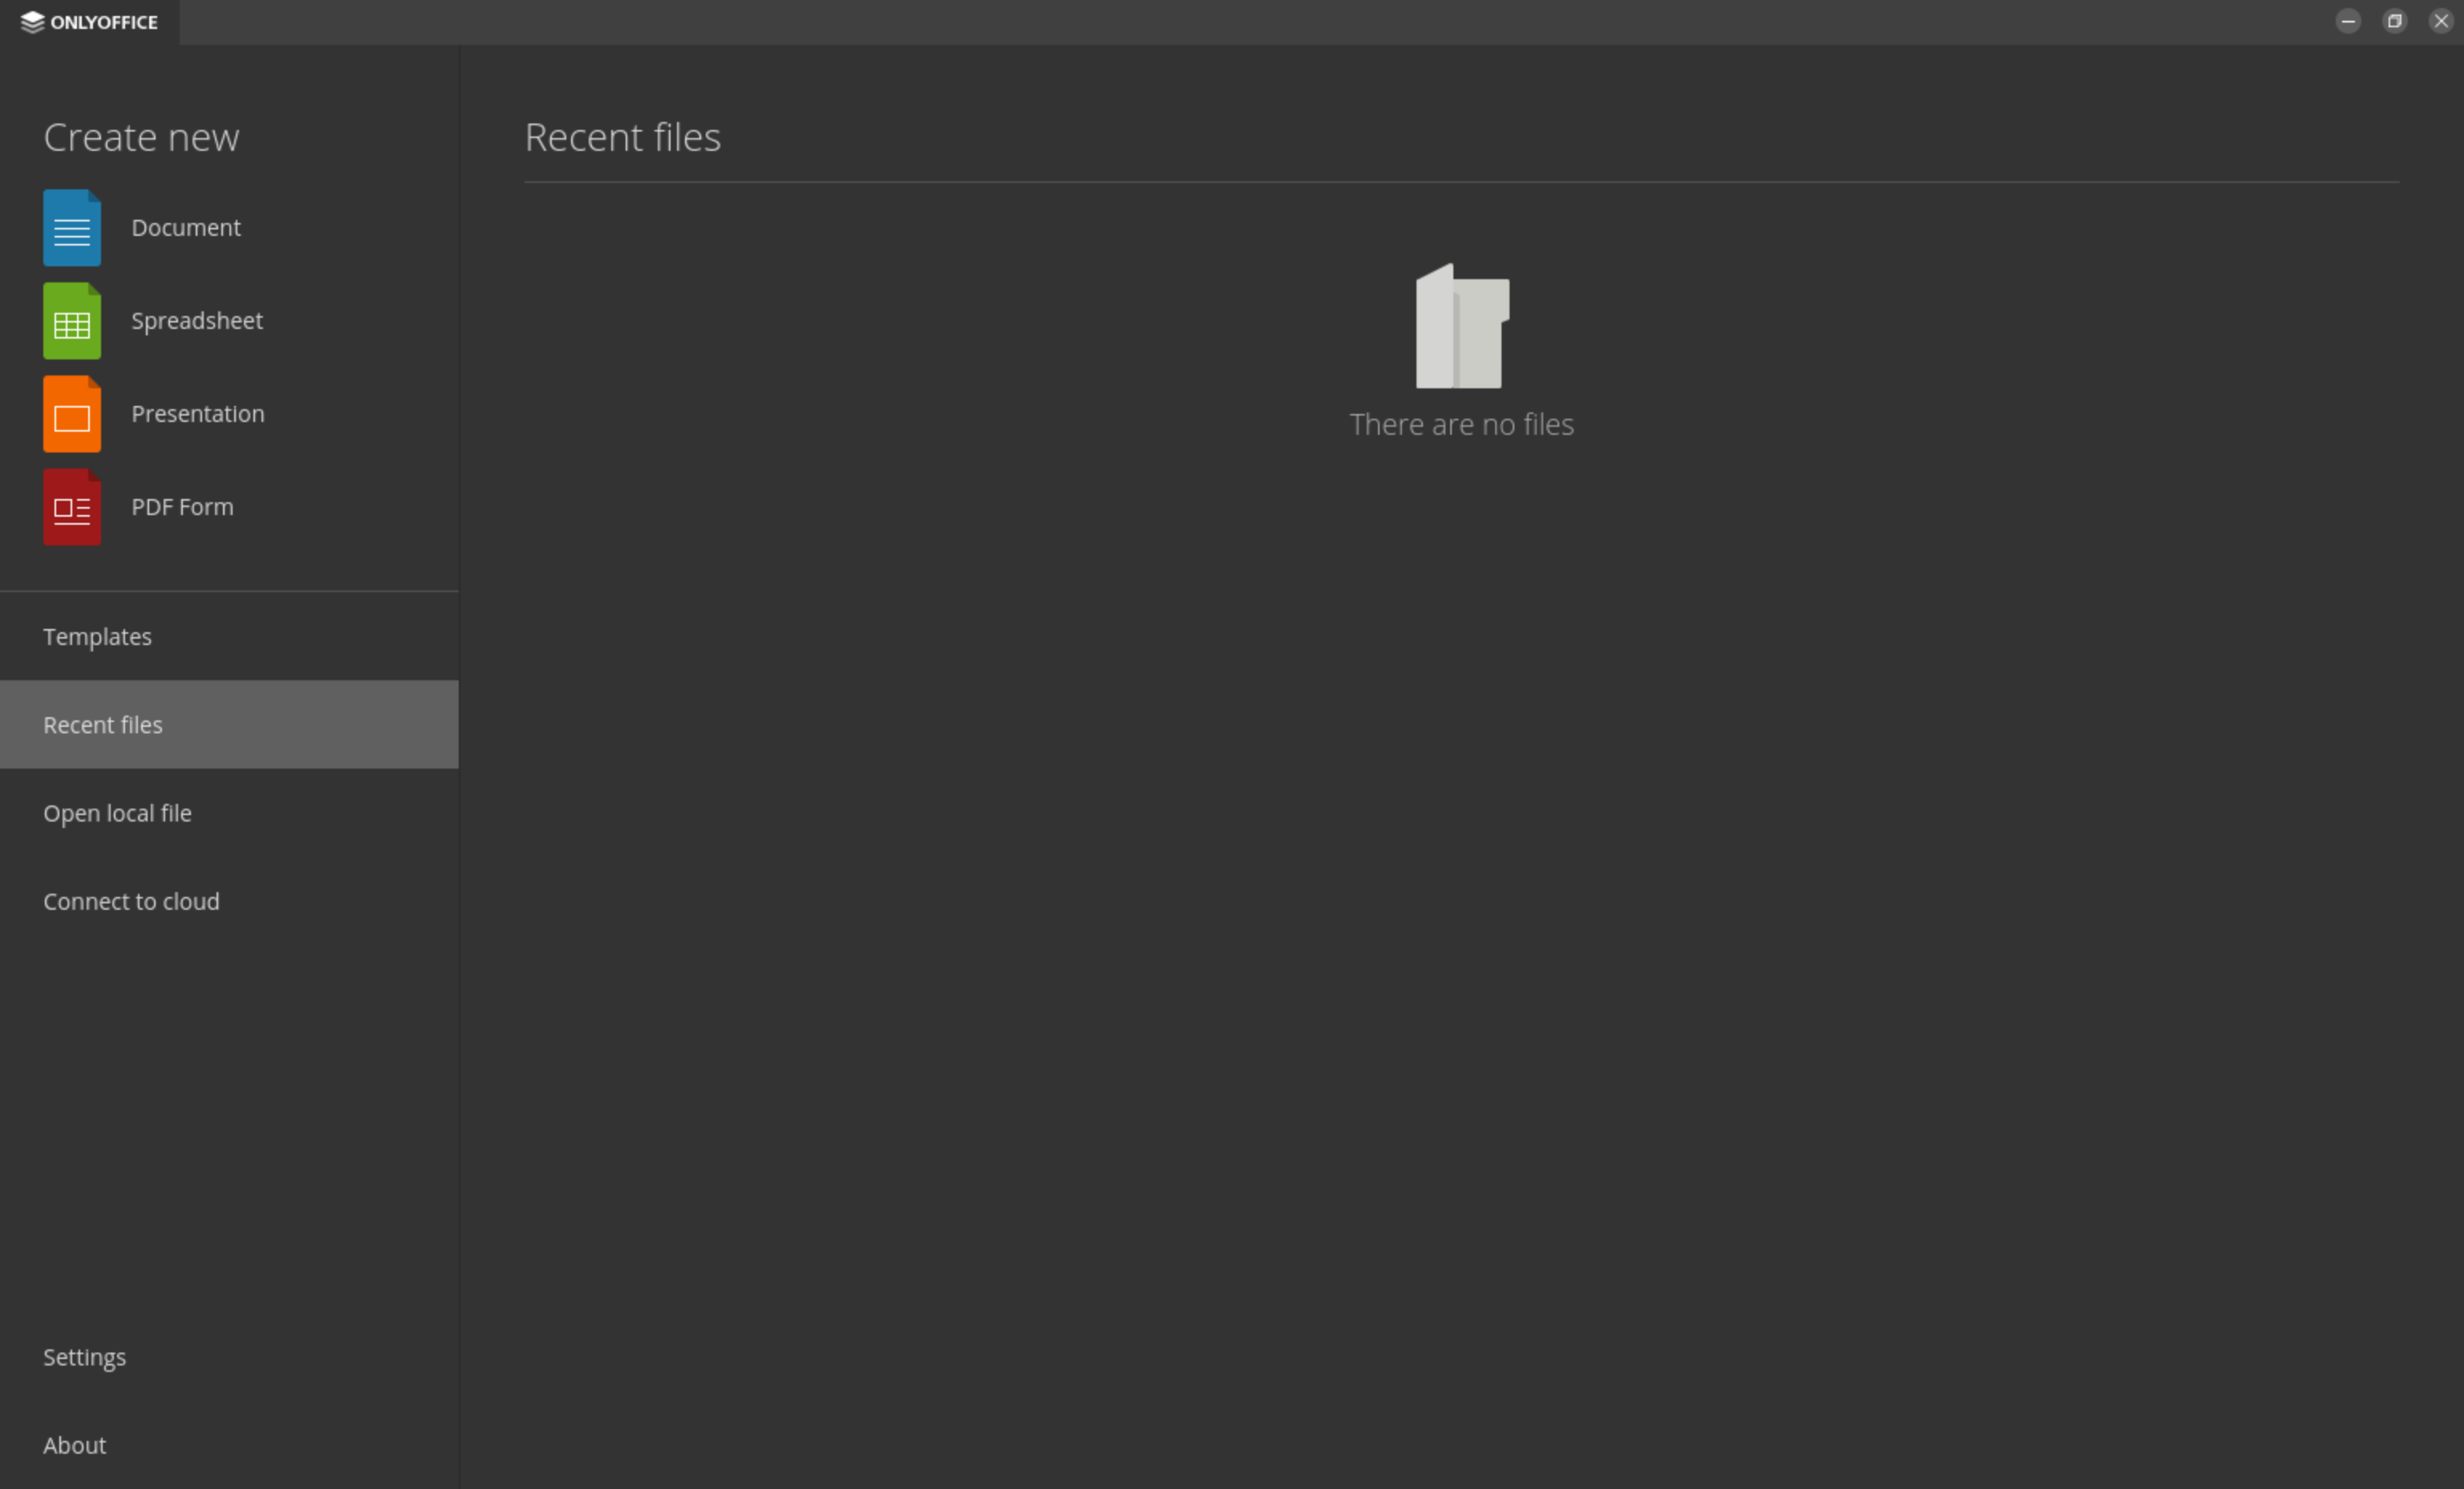 ONLYOFFICE
Create new
Document
Spreadsheet
Presentation
PDF Form
Templates
Recent files
Open local file
Connect to cloud
Settings
About
Recent files
There are no files